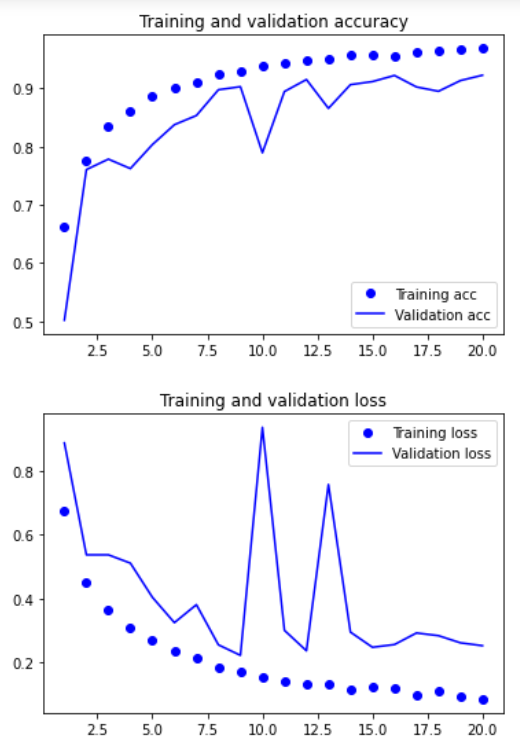 Training and validation accuracy
0.9
0.8
0.7
0.6
0.5
Training acc
Validation acc
2.5 5.0 7.5 10.0 12.5 15.0 17.5 20.0
Training and validation loss
Training loss
Validation loss
0.8
0.6
0.4
0.2
2.5 5.0 7.5 10.0 12.5 15.0 17.5 20.0